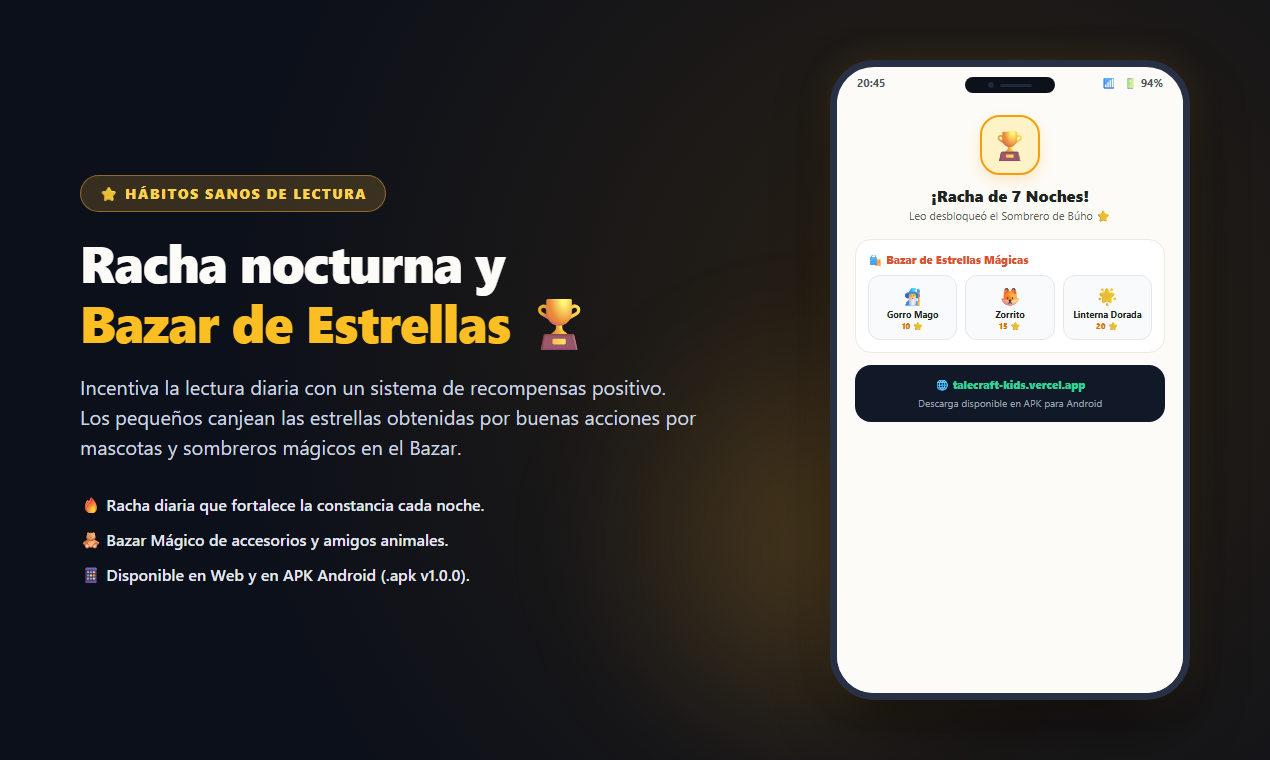 HÁBITOS SANOS DE LECTURA
Racha nocturna y
Bazar de Estrellas
Incentiva la lectura diaria con un sistema de recompensas positivo.
Los pequeños canjean las estrellas obtenidas por buenas acciones por
mascotas y sombreros mágicos en el Bazar.
Racha diaria que fortalece la constancia cada noche.
Bazar Mágico de accesorios y amigos animales.
Disponible en Web y en APK Android (.apk v1.0.0).
20:45
94%
¡Racha de 7 Noches!
Leo desbloqueó el Sombrero de Búho
Bazar de Estrellas Mágicas
Gorro Mago
10
Zorrito
15
Linterna Dorada
20
talecraft-kids.vercel.app
Descarga disponible en APK para Android